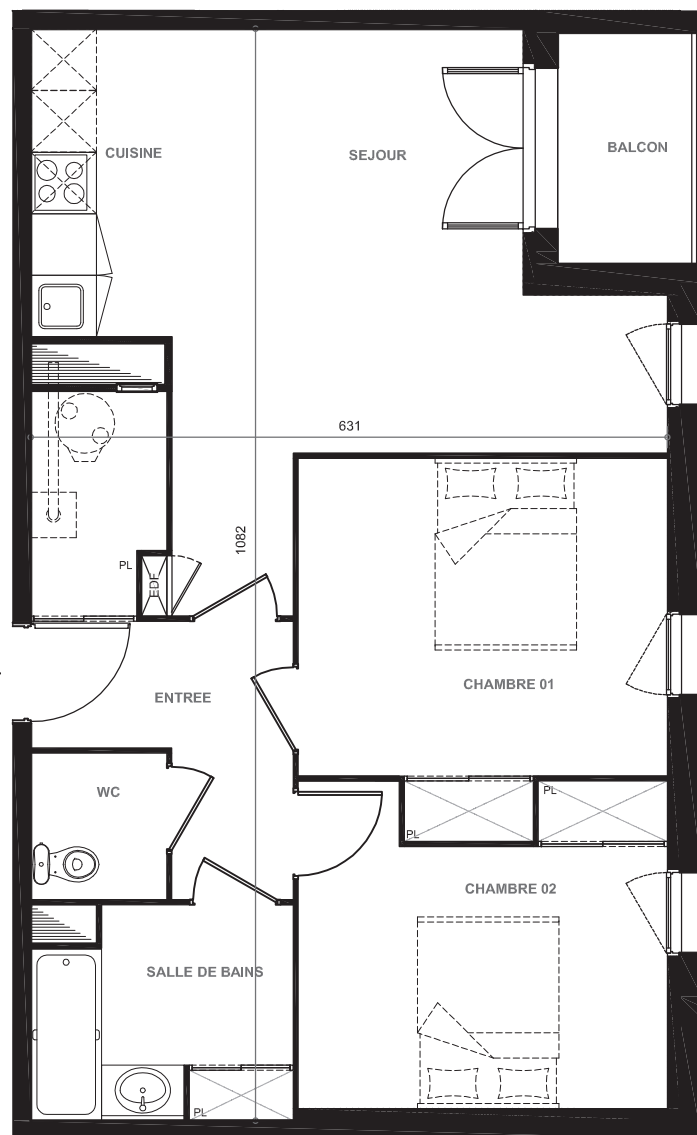 CUISINE
SEJOUR
BALCON
631
1082
PL
EDF
CHAMBRE 01
ENTREE
WC
PL
PL
CHAMBRE 02
SALLE DE BAINS
PL